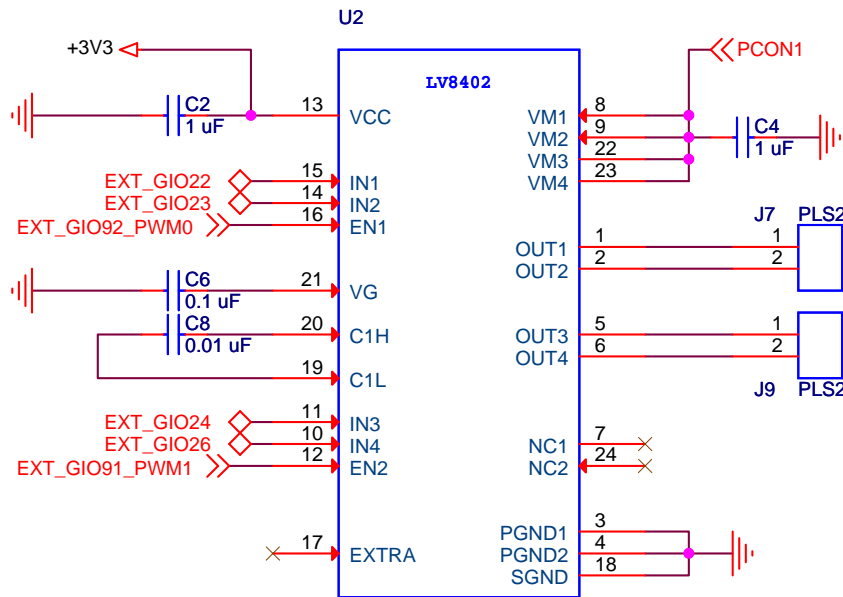 U2
+3V3
PCON1
LV8402
C2
1 uF
13
VCC
VM1
8
VM2
9
VM3
22
VM4
23
C4
1 uF
EXT_GIO22
15
IN1
EXT_GIO23
14
IN2
EXT_GIO92_PWM0
16
EN1
J7
PLS2
OUT1
1
1
OUT2
2
2
C6
0.1 uF
21
VG
C8
0.01 uF
20
C1H
19
C1L
OUT3
5
1
OUT4
6
2
J9
PLS2
EXT_GIO24
11
IN3
EXT_GIO26
10
IN4
EXT_GIO91_PWM1
12
EN2
NC1
7
NC2
24
17
EXTRA
PGND1
3
PGND2
4
SGND
18